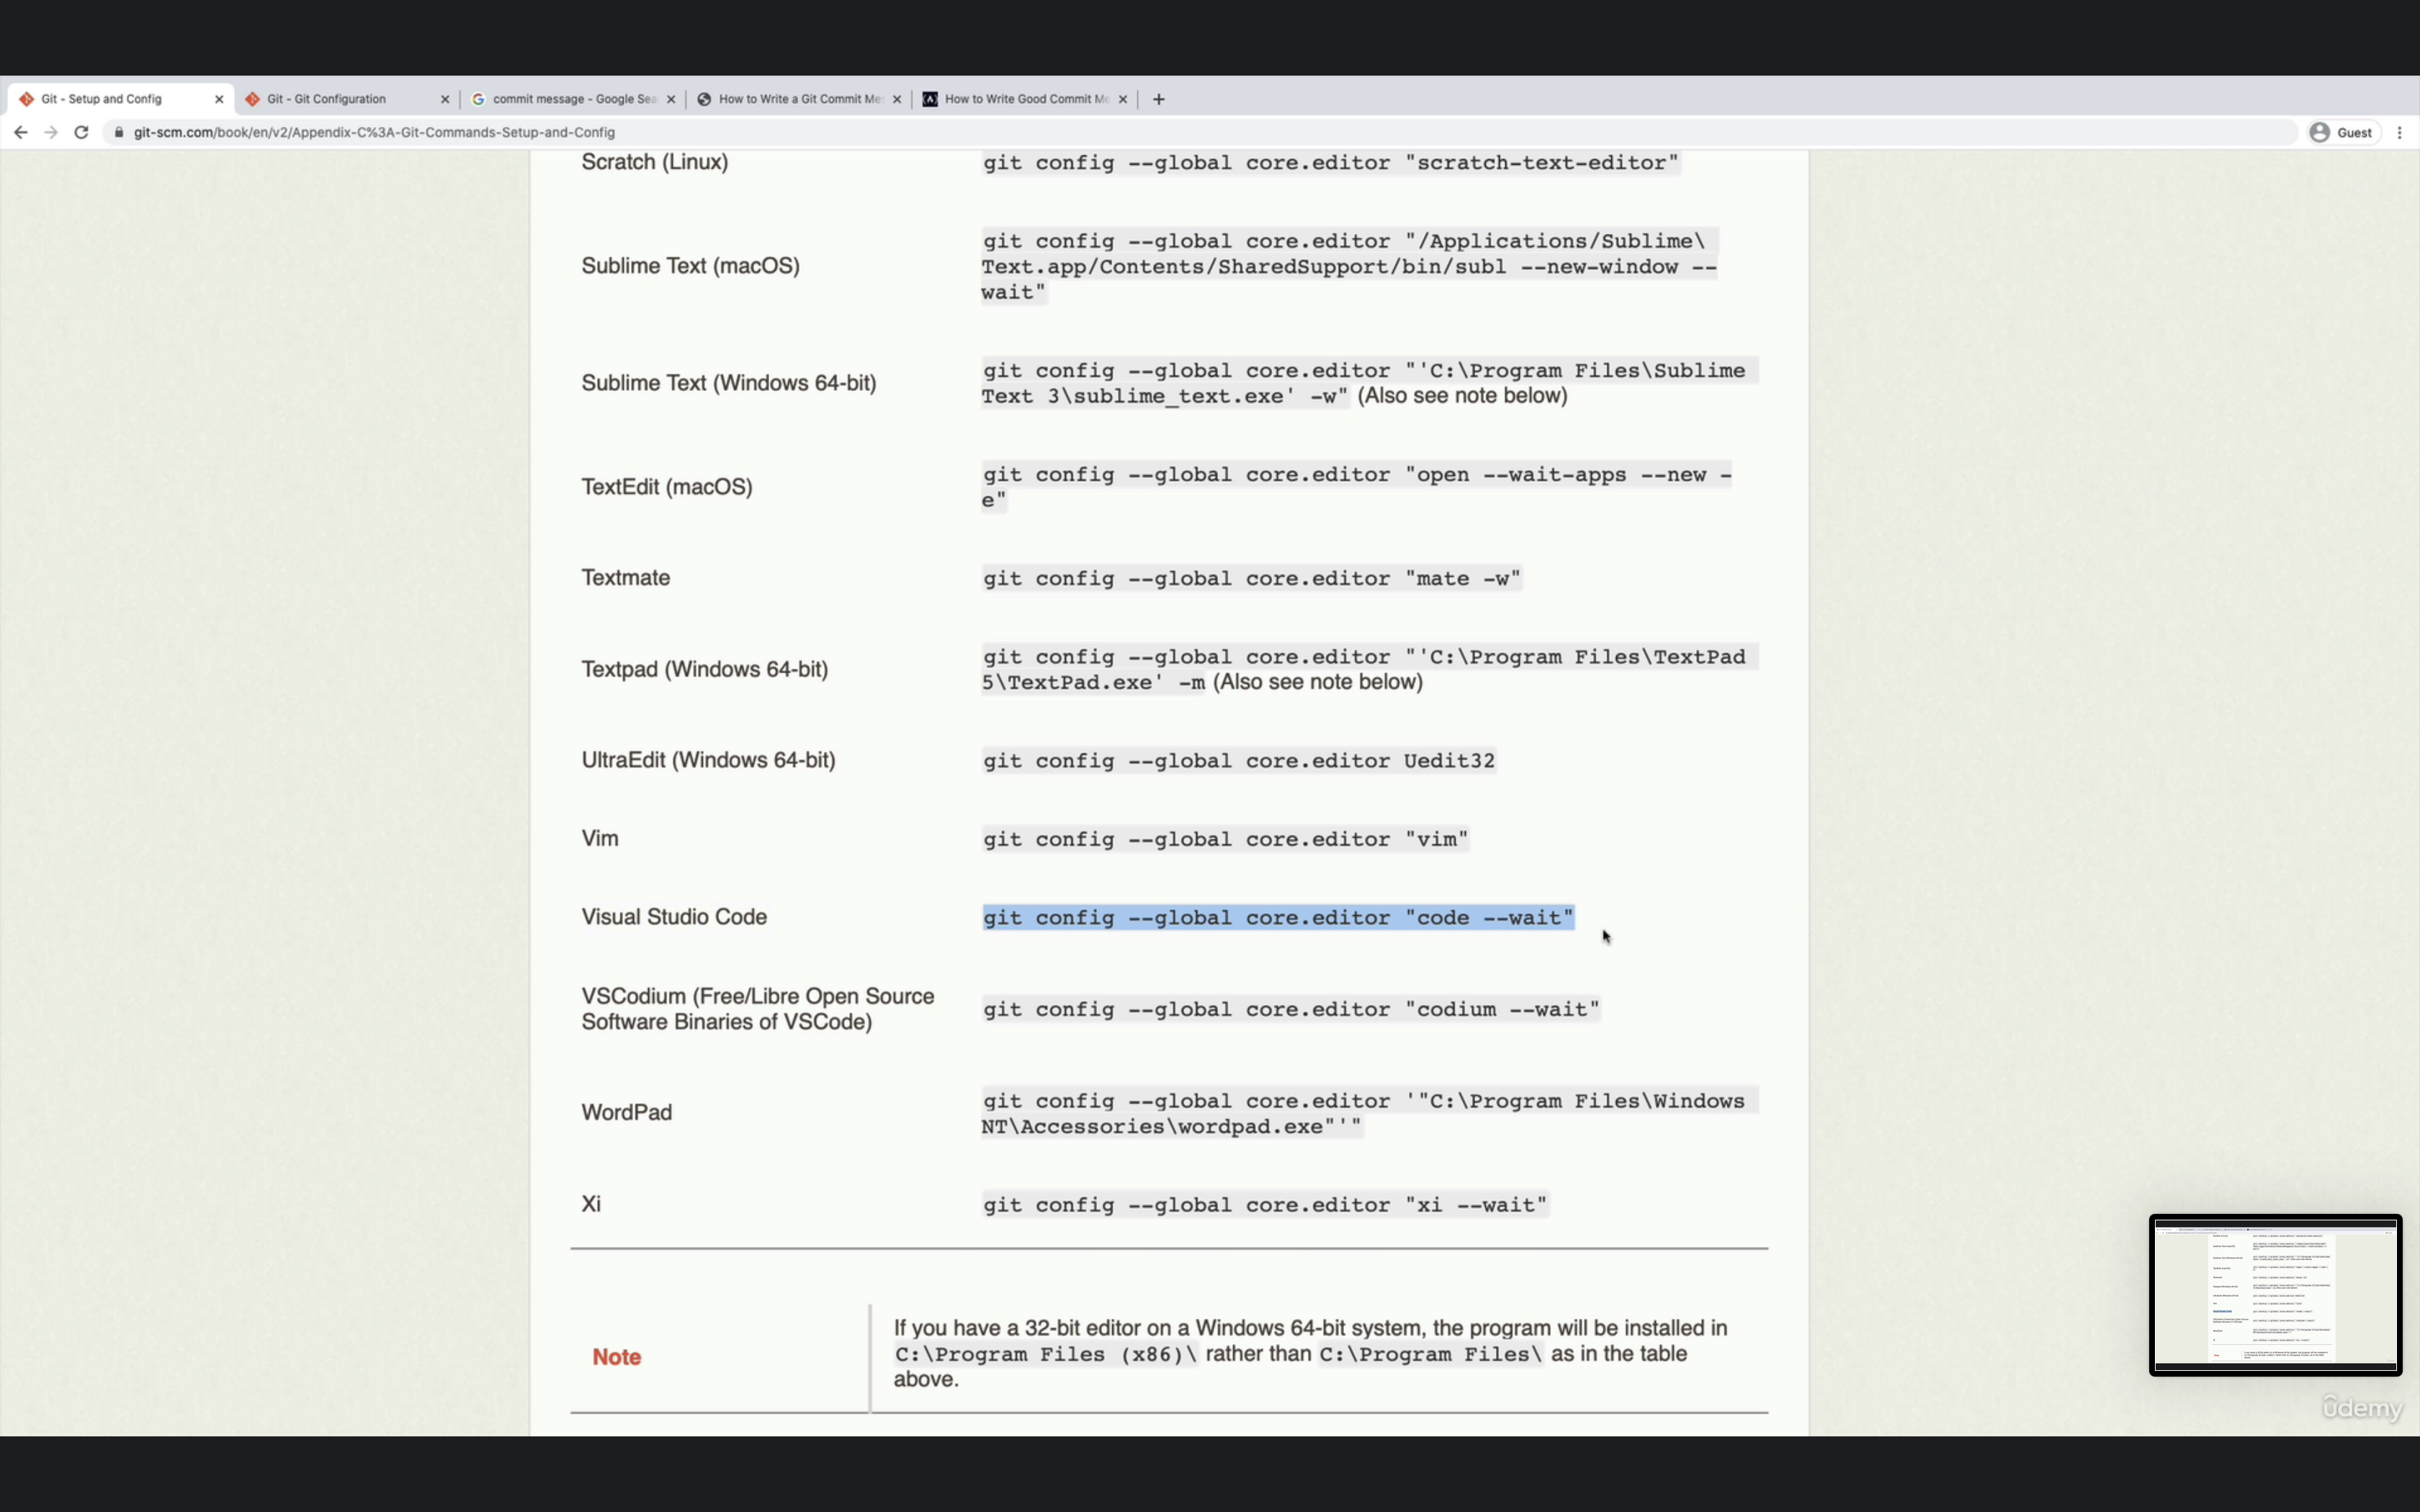 Git - Setup and Config
Git - Git Configuration
commit message - Google Sea
How to Write a Git Commit Me
How to Write Good Commit Me
git-scm.com/book/en/v2/Appendix-C%3A-Git-Commands-Setup-and-Config
Guest
Scratch (Linux)
git config --global core.editor "scratch-text-editor"
Sublime Text (macOS)
git config --global core.editor "/Applications/Sublime\
Text.app/Contents/SharedSupport/bin/subl --new-window --
wait"
Sublime Text (Windows 64-bit)
git config --global core.editor "'C:\Program Files\Sublime
Text 3\sublime_text.exe' -w" (Also see note below)
TextEdit (macOS)
git config --global core.editor "open --wait-apps --new -
e"
Textmate
git config --global core.editor "mate -w"
Textpad (Windows 64-bit)
git config --global core.editor "'C:\Program Files\TextPad
5\TextPad.exe' -m (Also see note below)
UltraEdit (Windows 64-bit)
git config --global core.editor Uedit32
Vim
git config --global core.editor "vim"
Visual Studio Code
git config --global core.editor "code --wait"
VSCodium (Free/Libre Open Source
Software Binaries of VSCode)
git config --global core.editor "codium --wait"
WordPad
git config --global core.editor '"C:\Program Files\Windows
NT\Accessories\wordpad.exe"'"
Xi
git config --global core.editor "xi --wait"
Note
If you have a 32-bit editor on a Windows 64-bit system, the program will be installed in
C:\Program Files (x86)\ rather than C:\Program Files\ as in the table
above.
ûdemy